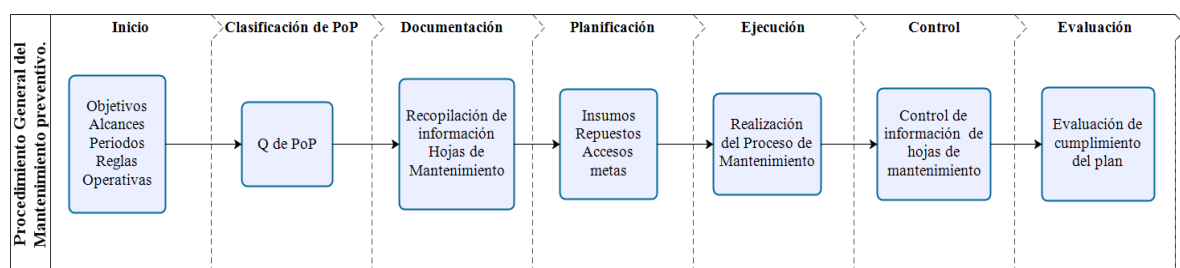 Procedimiento General del
Mantenimiento preventivo.
Inicio
Clasificación de PoP
Documentación
Planificación
Ejecución
Control
Evaluación
Objetivos
Alcances
Periodos
Reglas
Operativas
Q de PoP
Recopilación de
información
Hojas de
Mantenimiento
Insumos
Repuestos
Accesos
metas
Realización
del Proceso de
Mantenimiento
Control de
información de
hojas de
mantenimiento
Evaluación de
cumplimiento
del plan